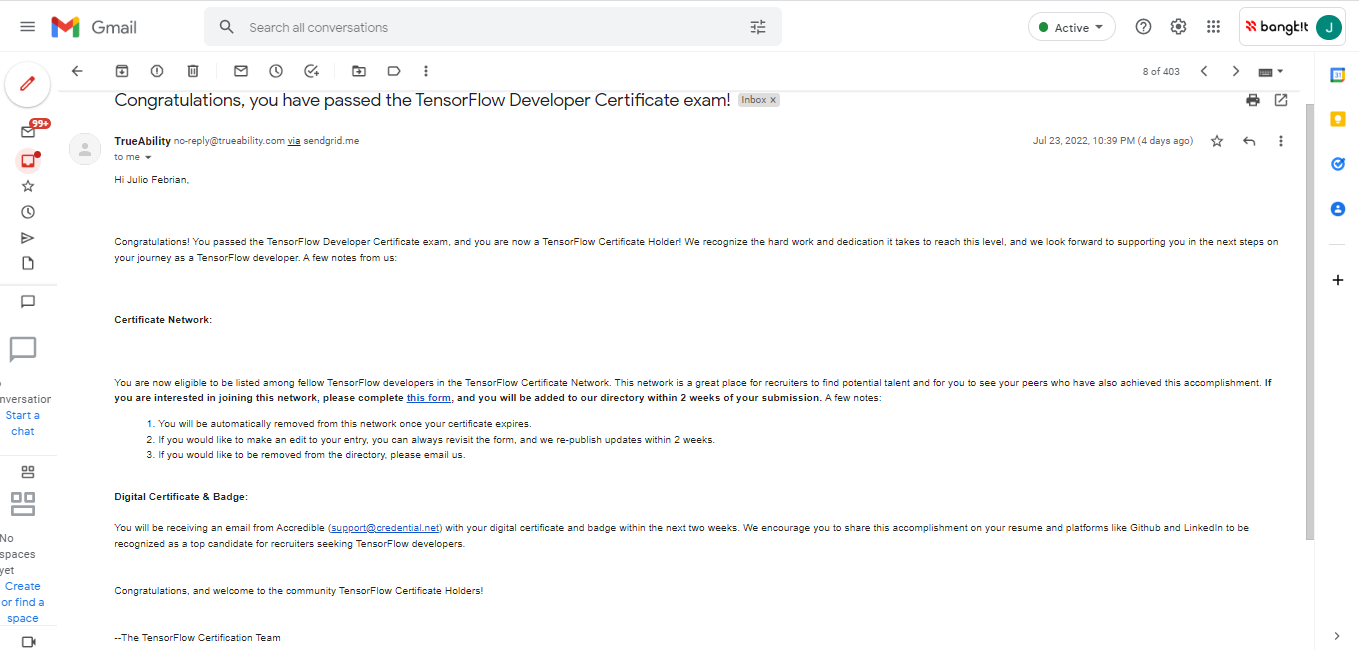 Gmail
Search all conversations
Active
bangk!t
J
8 of 403
99+
31
Congratulations, you have passed the TensorFlow Developer Certificate exam! Inbox x
TrueAbility no-reply@trueability.com via sendgrid.me
Jul 23, 2022, 10:39 PM (4 days ago)
to me
Hi Julio Febrian,
Congratulations! You passed the TensorFlow Developer Certificate exam, and you are now a TensorFlow Certificate Holder! We recognize the hard work and dedication it takes to reach this level, and we look forward to supporting you in the next steps on
your journey as a TensorFlow developer. A few notes from us:
Certificate Network:
You are now eligible to be listed among fellow TensorFlow developers in the TensorFlow Certificate Network. This network is a great place for recruiters to find potential talent and for you to see your peers who have also achieved this accomplishment. If
you are interested in joining this network, please complete this form, and you will be added to our directory within 2 weeks of your submission. A few notes:
1. You will be automatically removed from this network once your certificate expires.
2. If you would like to make an edit to your entry, you can always revisit the form, and we re-publish updates within 2 weeks.
3. If you would like to be removed from the directory, please email us.
Digital Certificate & Badge:
You will be receiving an email from Accredible (support@credential.net) with your digital certificate and badge within the next two weeks. We encourage you to share this accomplishment on your resume and platforms like Github and LinkedIn to be
recognized as a top candidate for recruiters seeking TensorFlow developers.
Congratulations, and welcome to the community TensorFlow Certificate Holders!
--The TensorFlow Certification Team
nversation
Start a
chat
No
spaces
yet
Create
or find a
space